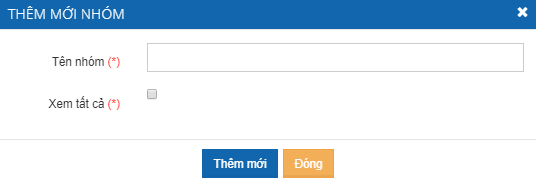 THÊM MỚI NHÓM
Tên nhóm (*)
Xem tất cả (*)
Thêm mới Đóng